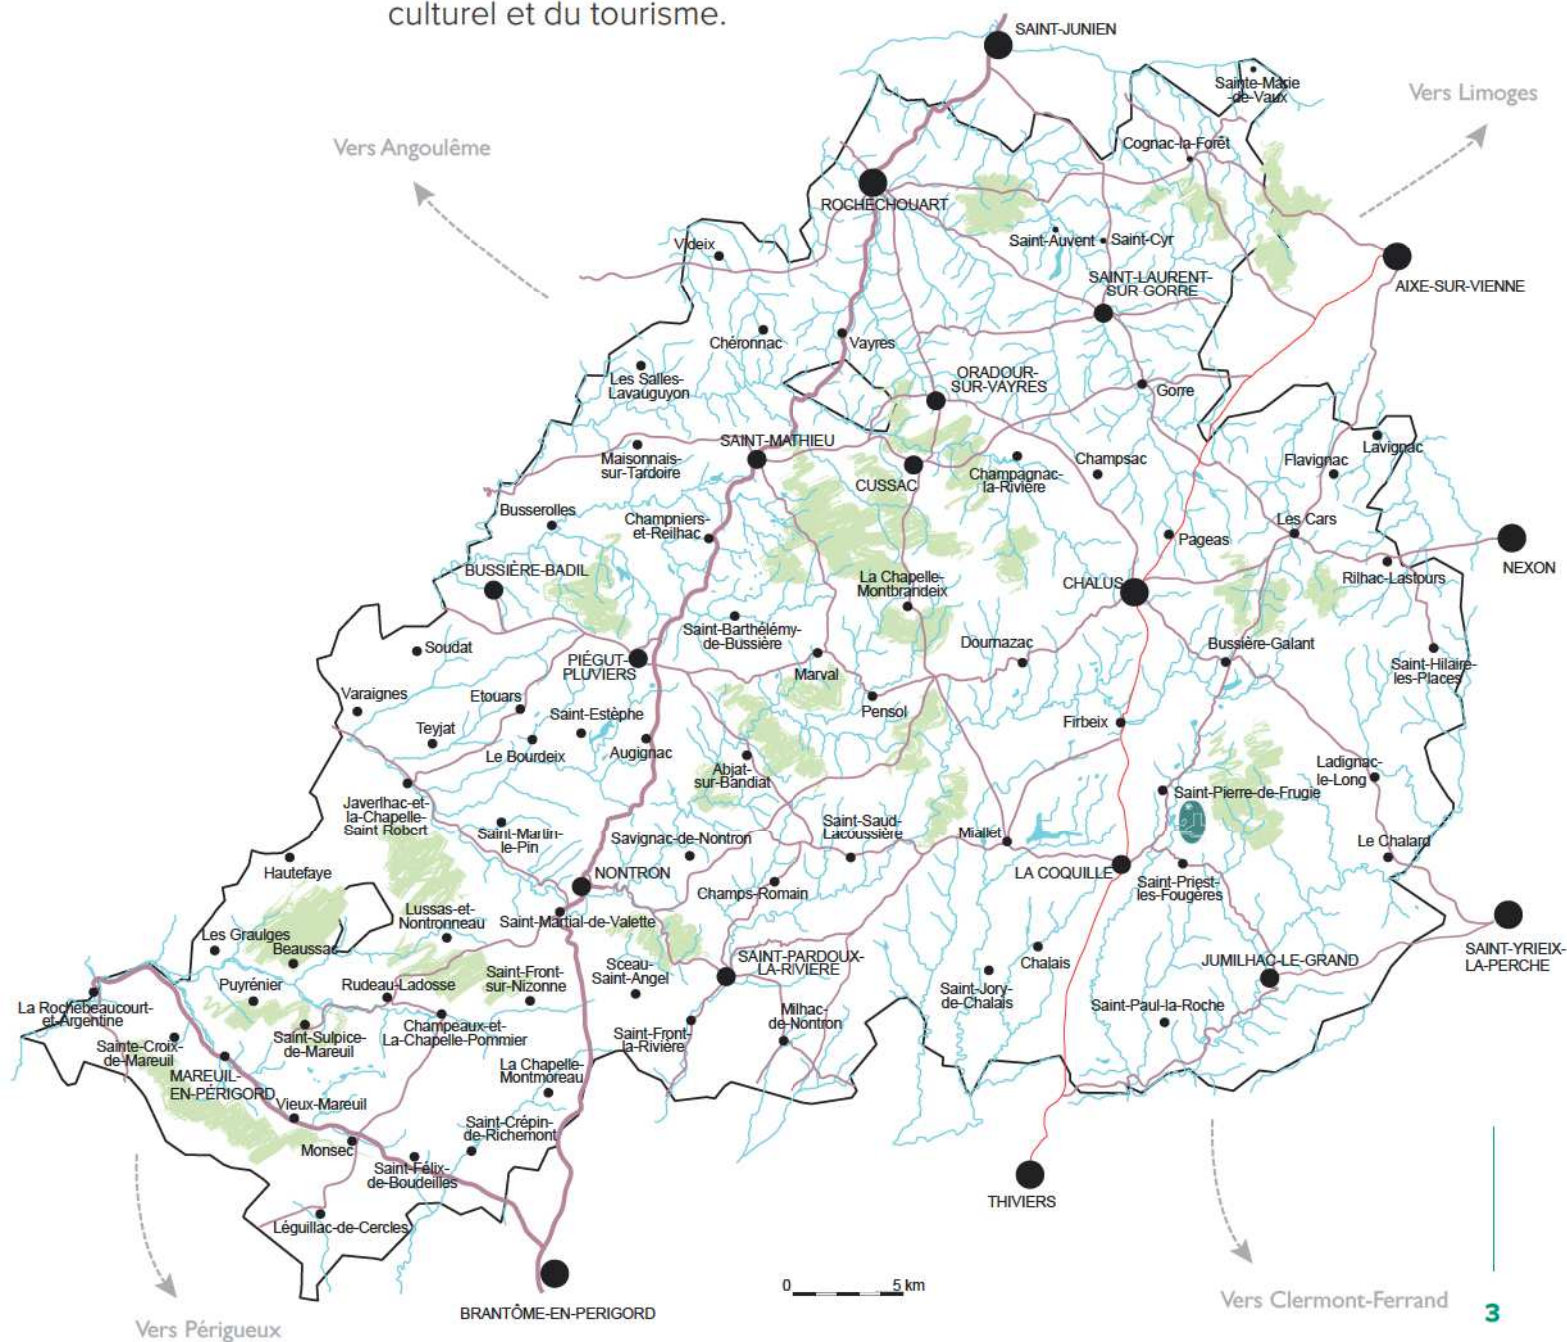 culturel et du tourisme.
SAINT-JUNIEN
Sainte-Marie
-de-Vaux
Vers Limoges
Vers Angoulême
Cognac-la-Forêt
ROCHECHOUART
Saint-Auvent
Saint-Cyr
Videix
SAINT-LAURENT-
SUR GORRE
AIXE-SUR-VIENNE
Chéronnac
Vayres
Les Salles-
Lavauguyon
ORADOUR-
SUR-VAYRES
Gorre
SAINT-MATHIEU
Maisonnais-
sur-Tardoire
CUSSAC
Champagnac-
la-Rivière
Champsac
Flavignac
Lavignac
Busserolles
Champniers-
et-Reilhac
Les Cars
Pageas
NEXON
BUSSIÈRE-BADIL
La Chapelle-
Montbrandeix
CHALUS
Rilhac-Lastours
Saint-Barthélémy-
de-Bussière
Dournazac
Bussière-Galant
Soudat
PIÉGUT-
PLUVIERS
Marval
Saint-Hilaire-
les-Places
Varaignes
Etouars
Pensol
Saint-Estèphe
Firbeix
Teyjat
Le Bourdeix
Augignac
Abjat-
sur-Bandiat
Ladignac-
le-Long
Saint-Pierre-de-Frugie
Javerlhac-et-
la-Chapelle-
Saint Robert
Saint-Martin-
le-Pin
Savignac-de-Nontron
Saint-Saud-
Lacoussière
Miallet
Le Chalard
Hautefaye
NONTRON
Champs-Romain
LA COQUILLE
Saint-Priest-
les-Fougères
Lussas-et-
Nontronneau
Saint-Martial-de-Valette
Les Graulges
Beaussac
SAINT-YRIEIX-
LA-PERCHE
SAINT-PARDOUX-
LA-RIVIERE
Sceau-
Saint-Angel
Chalais
JUMILHAC-LE-GRAND
Puyrénier
Rudeau-Ladosse
Saint-Front-
sur-Nizonne
Saint-Jory-
de-Chalais
Saint-Paul-la-Roche
La Rochebeaucourt-
et-Argentine
Milhac-
de-Nontron
Champeaux-et-
La-Chapelle-Pommier
Saint-Front-
la-Rivière
Saint-Sulpice-
de-Mareuil
Sainte-Croix-
de-Mareuil
La Chapelle-
Montmoreau
MAREUIL-
EN-PÉRIGORD
Vieux-Mareuil
Saint-Crépin-
de-Richemont
Monsec
Saint-Félix-
de-Bourdeilles
THIVIERS
Léguillac-de-Cercles
0 5 km
BRANTÔME-EN-PERIGORD
Vers Clermont-Ferrand
3
Vers Périgueux